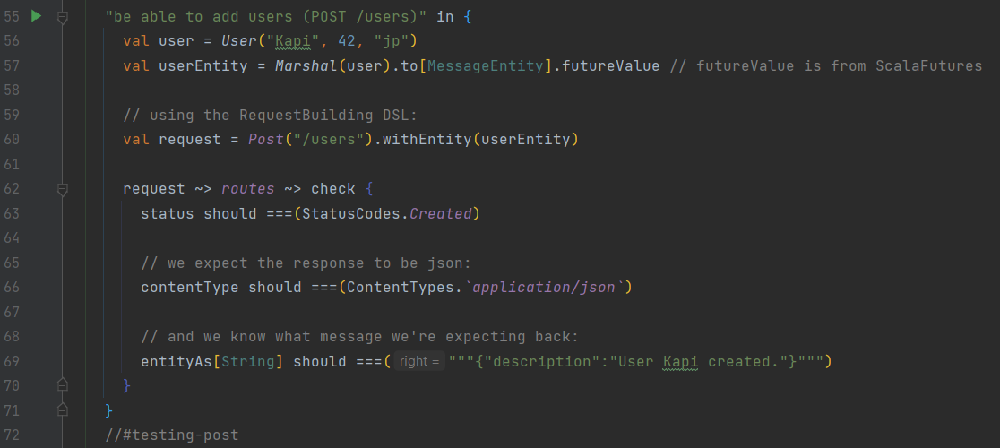 55 "be able to add users (POST /users)" in {
56 val user = User("Kapi", 42, "jp")
57 val userEntity = Marshal(user).to[MessageEntity].futureValue // futureValue is from ScalaFutures
58
59 // using the RequestBuilding DSL:
60 val request = Post("/users").withEntity(userEntity)
61
62 request ~> routes ~> check {
63 status should ===(StatusCodes.Created)
64
65 // we expect the response to be json:
66 contentType should ===(ContentTypes.`application/json`)
67
68 // and we know what message we're expecting back:
69 entityAs[String] should ===( right = """{"description":"User Kapi created."}""")
70 }
71 }
72 //#testing-post